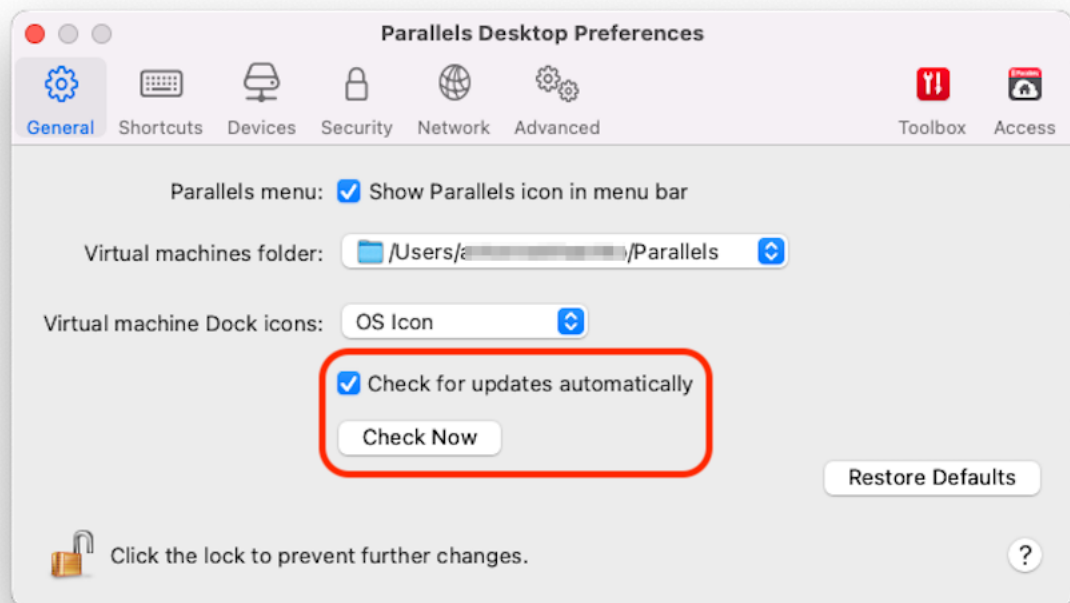 Parallels Desktop Preferences
General Shortcuts Devices Security Network Advanced Toolbox Access
Parallels menu: Show Parallels icon in menu bar
Virtual machines folder: /Users/ /Parallels
Virtual machine Dock icons: OS Icon
Check for updates automatically
Check Now
Restore Defaults
Click the lock to prevent further changes.
?